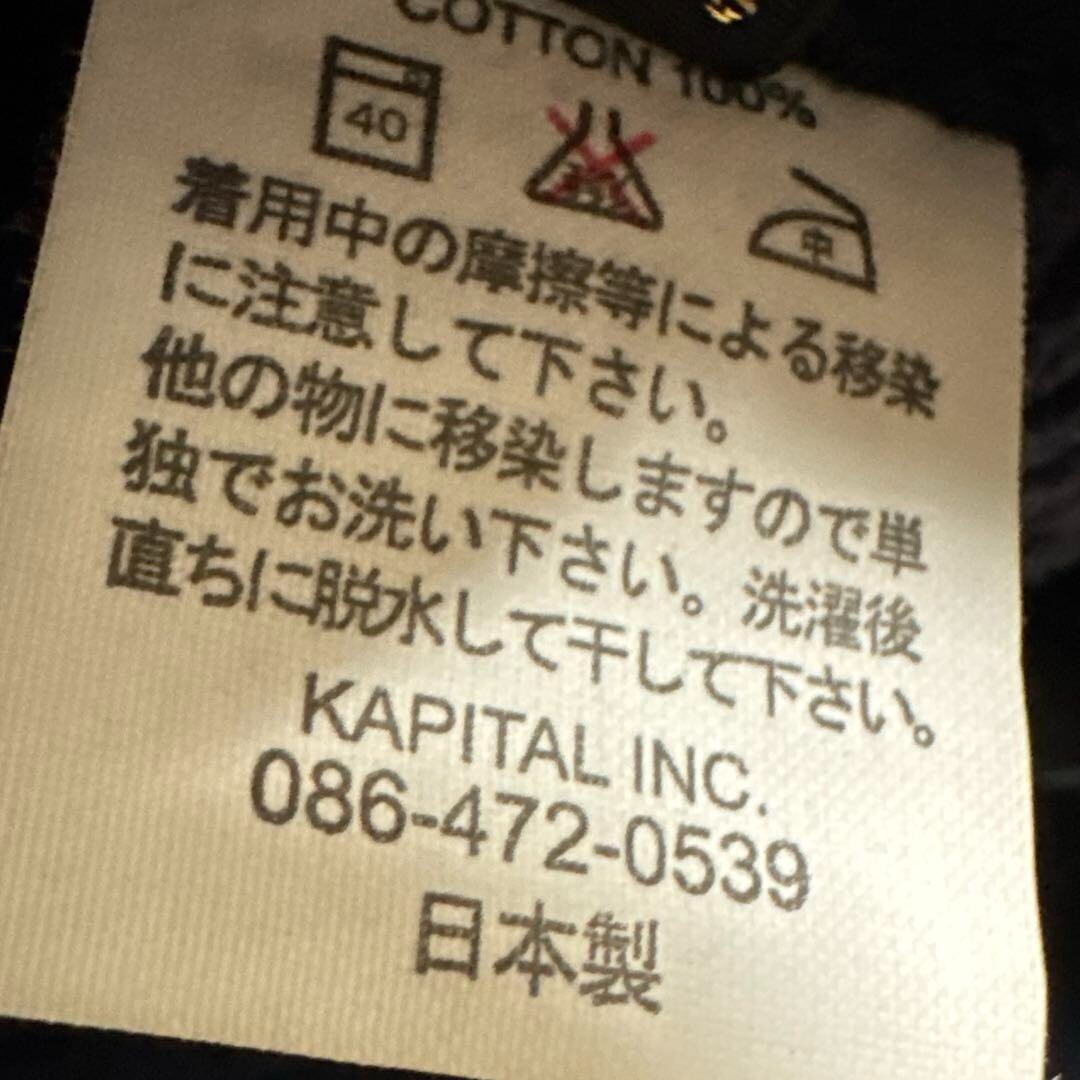 COTTON 100%
40
中
着用中の摩擦等による移染
に注意して下さい。
他の物に移染しますので単
独でお洗い下さい。洗濯後
直ちに脱水して干して下さい。
KAPITAL INC.
086-472-0539
日本製